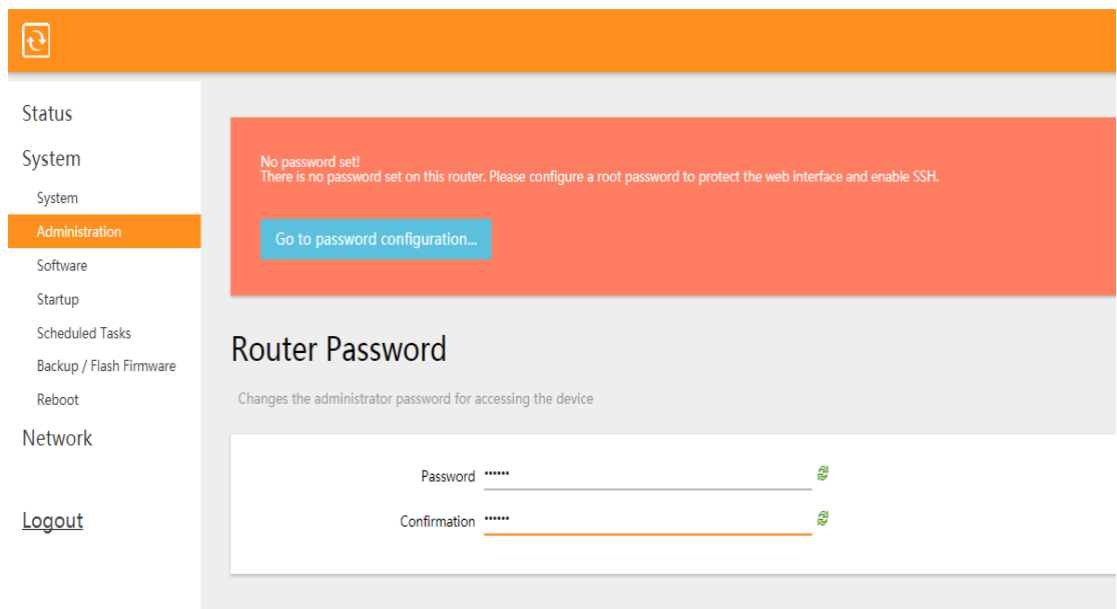 Status
System
System
Administration
Software
Startup
Scheduled Tasks
Backup / Flash Firmware
Reboot
Network
Logout
No password set!
There is no password set on this router. Please configure a root password to protect the web interface and enable SSH.
Go to password configuration...
Router Password
Changes the administrator password for accessing the device
Password ••••••
Confirmation ••••••